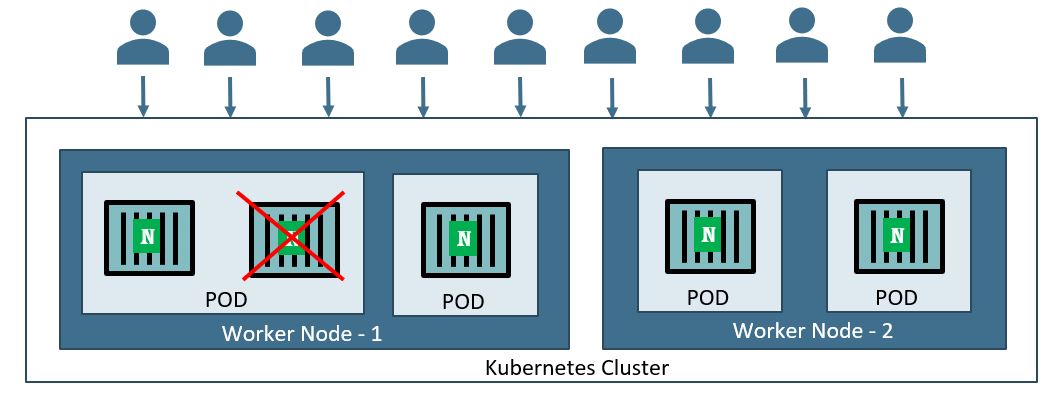 N
N
N
N
N
POD
POD
POD
POD
Worker Node - 1
Worker Node - 2
Kubernetes Cluster